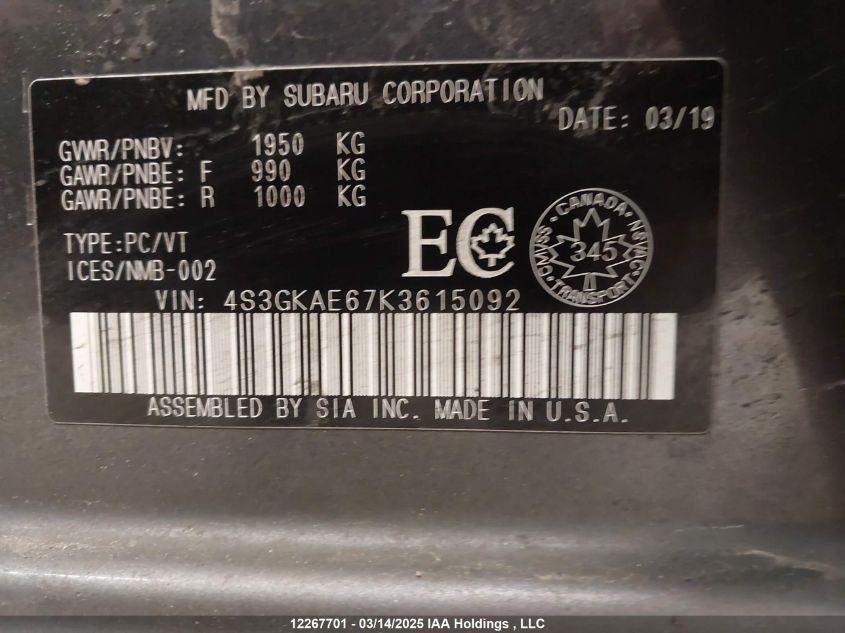 MFD BY SUBARU CORPORATION
DATE: 03/19
GVWR/PNBV: 1950 KG
GAWR/PNBE: F 990 KG
GAWR/PNBE: R 1000 KG
TYPE:PC/VT
ICES/NMB-002
EC
CANADA
CMVSS 345 NSVAC
TRANSPORT
VIN: 4S3GKAE67K3615092
ASSEMBLED BY SIA INC. MADE IN U.S.A.
12267701 - 03/14/2025 IAA Holdings , LLC